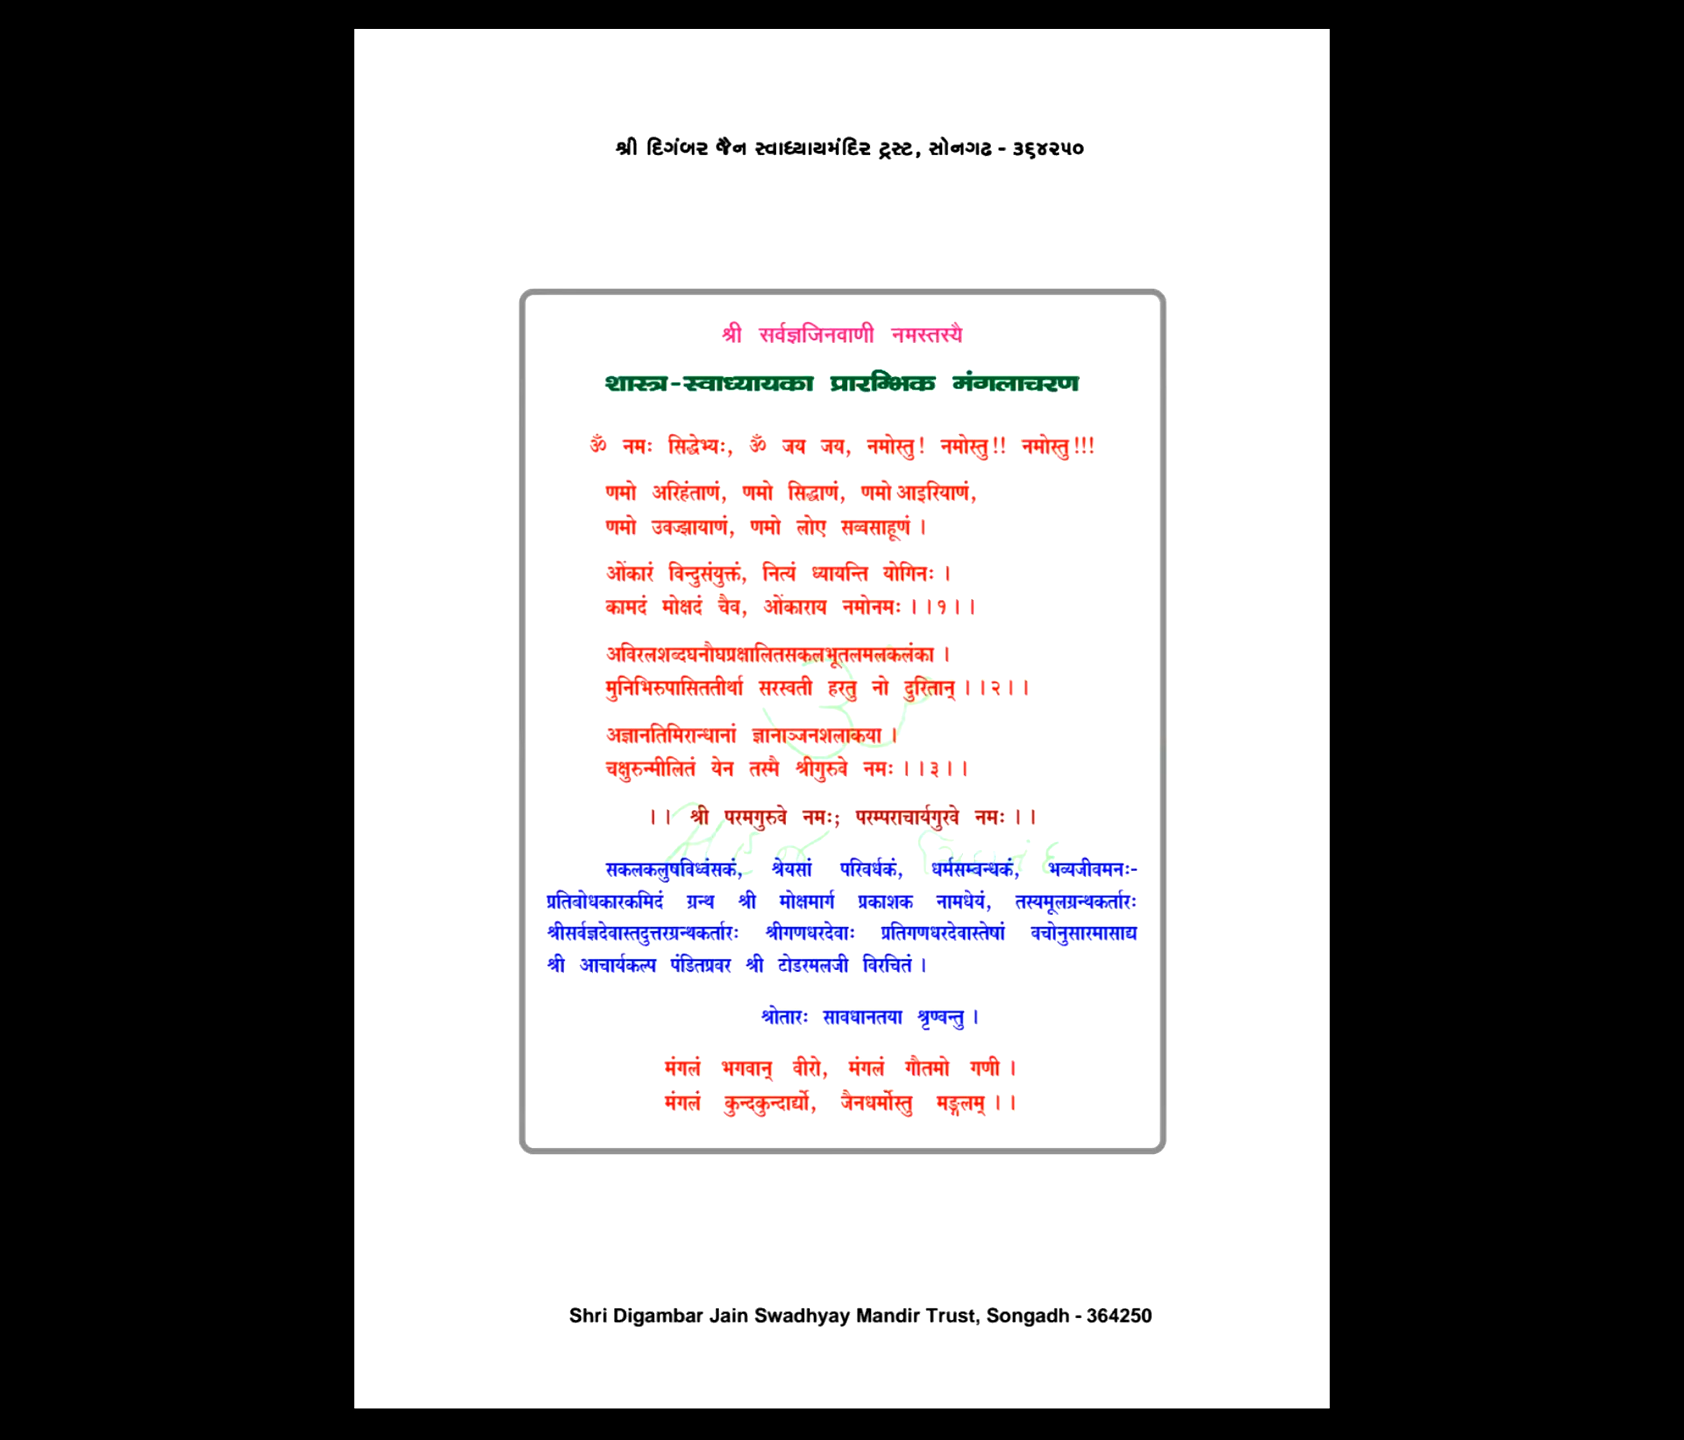 શ્રી દિગંબર જૈન સ્વાધ્યાયમંદિર ટ્રસ્ટ, સોનગઢ - ૩૬૪૨૫૦
श्री सर्वज्ञजिनवाणी नमस्तस्यै
शास्त्र-स्वाध्यायका प्रारम्भिक मंगलाचरण
ॐ नमः सिद्धेभ्यः, ॐ जय जय, नमोस्तु! नमोस्तु!! नमोस्तु!!!
णमो अरिहंताणं, णमो सिद्धाणं, णमो आइरियाणं,
णमो उवज्झायाणं, णमो लोए सव्वसाहूणं ।
ओंकारं विन्दुसंयुक्तं, नित्यं ध्यायन्ति योगिनः ।
कामदं मोक्षदं चैव, ओंकाराय नमोनमः ।।१।।
अविरलशब्दघनौघप्रक्षालितसकलभूतलमलकलंका ।
मुनिभिरुपासिततीर्था सरस्वती हरतु नो दुरितान् ।।२।।
अज्ञानतिमिरान्धानां ज्ञानाञ्जनशलाकया ।
चक्षुरुन्मीलितं येन तस्मै श्रीगुरुवे नमः ।।३।।
।। श्री परमगुरुवे नमः; परम्पराचार्यगुरवे नमः ।।
सकलकलुषविध्वंसकं, श्रेयसां परिवर्धकं, धर्मसम्बन्धकं, भव्यजीवमनः-
प्रतिबोधकारकमिदं ग्रन्थ श्री मोक्षमार्ग प्रकाशक नामधेयं, तस्यमूलग्रन्थकर्तारः
श्रीसर्वज्ञदेवास्तदुत्तरग्रन्थकर्तारः श्रीगणधरदेवाः प्रतिगणधरदेवास्तेषां वचोनुसारमासाद्य
श्री आचार्यकल्प पंडितप्रवर श्री टोडरमलजी विरचितं ।
श्रोतारः सावधानतया श्रृण्वन्तु ।
मंगलं भगवान् वीरो, मंगलं गौतमो गणी ।
मंगलं कुन्दकुन्दार्द्यो, जैनधर्मोस्तु मङ्गलम् ।।
Shri Digambar Jain Swadhyay Mandir Trust, Songadh - 364250